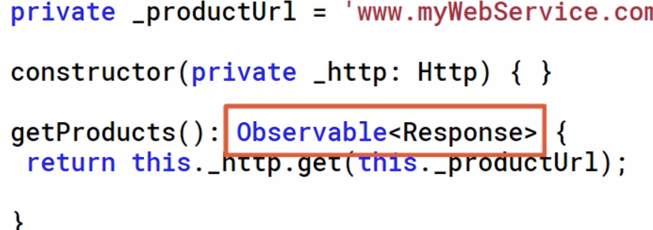 private _productUrl = 'www.myWebService.com
constructor(private _http: Http) { }
getProducts(): Observable<Response> {
return this._http.get(this._productUrl);
}